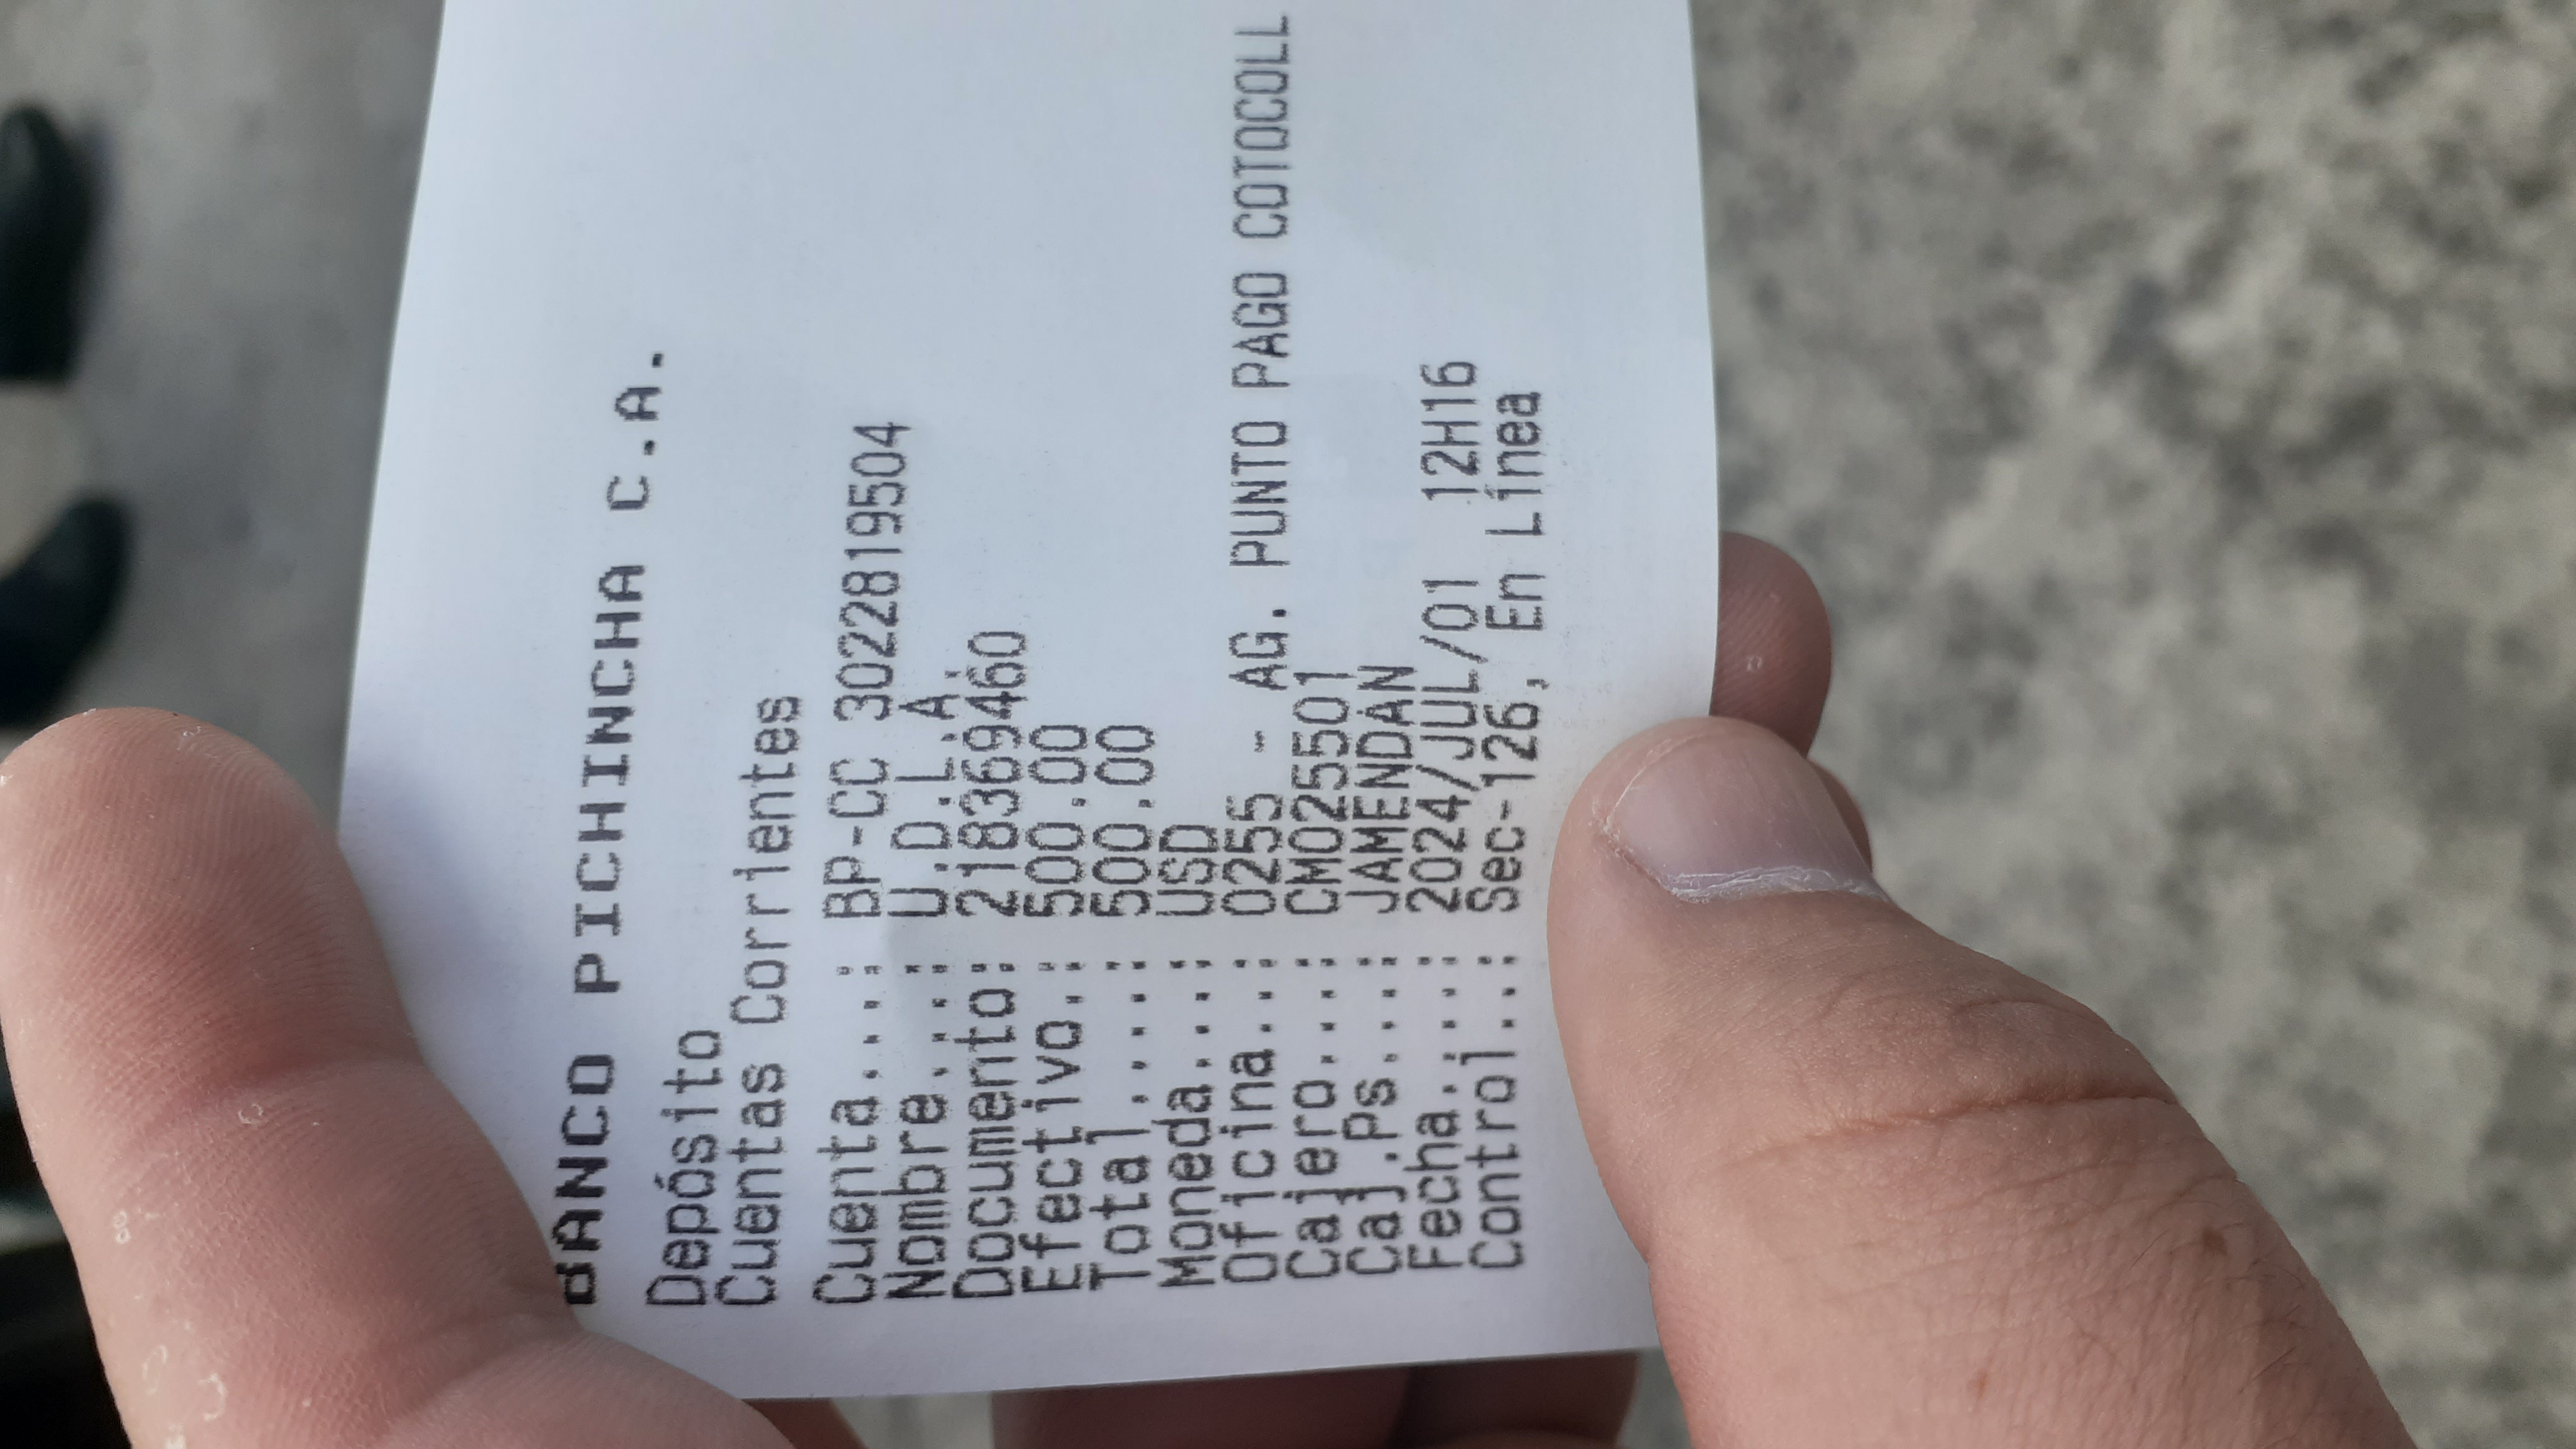 BANCO PICHINCHA C.A.
Depósito
Cuentas Corrientes
Cuenta....: BP-CC 3022819504
Nombre....: U.D.L.A.
Documento: 218369460
Efectivo.: 500.00
Total.....: 500.00
Moneda....: USD
Oficina...: 0255 - AG. PUNTO PAGO COTOCOLL
Cajero....: CM025501
Caj.Ps....: JAMENDAN
Fecha.....: 2024/JUL/01 12H16
Control..: Sec-126, En Línea